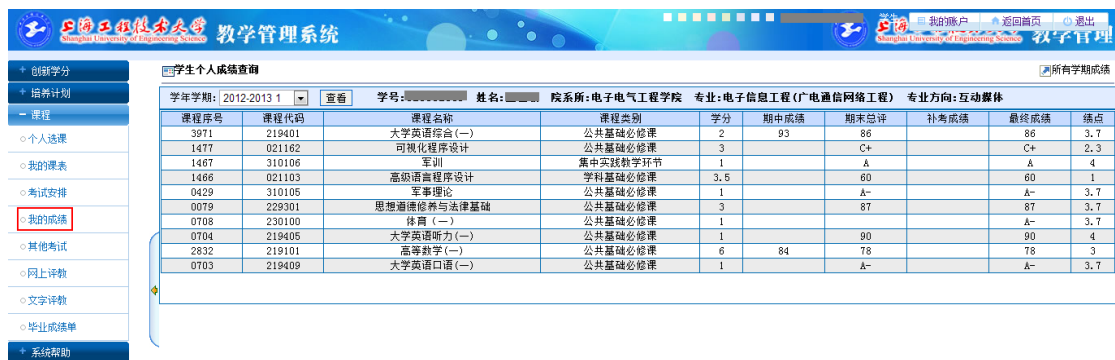 上海工程技术大学
Shanghai University of Engineering Science
教学管理系统
上海
University of Engineering Science
教学管理
我的账户 返回首页 退出
+ 创新学分
+ 培养计划
- 课程
个人选课
我的课表
考试安排
我的成绩
其他考试
网上评教
文字评教
毕业成绩单
+ 系统帮助
学生个人成绩查询 所有学期成绩
学年学期: 2012-2013 1 查看 学号: 姓名: 院系所:电子电气工程学院 专业:电子信息工程(广电通信网络工程) 专业方向:互动媒体
课程序号 课程代码 课程名称 课程类别 学分 期中成绩 期末总评 补考成绩 最终成绩 绩点
3971 219401 大学英语综合(一) 公共基础必修课 2 93 86 86 3.7
1477 021162 可视化程序设计 公共基础必修课 3 C+ C+ 2.3
1467 310106 军训 集中实践教学环节 1 A A 4
1466 021103 高级语言程序设计 学科基础必修课 3.5 60 60 1
0429 310105 军事理论 公共基础必修课 1 A- A- 3.7
0079 229301 思想道德修养与法律基础 公共基础必修课 3 87 87 3.7
0708 230100 体育（一） 公共基础必修课 1 A- 3.7
0704 219405 大学英语听力(一) 公共基础必修课 1 90 90 4
2832 219101 高等数学(一) 公共基础必修课 6 84 78 78 3
0703 219409 大学英语口语(一) 公共基础必修课 1 A- A- 3.7